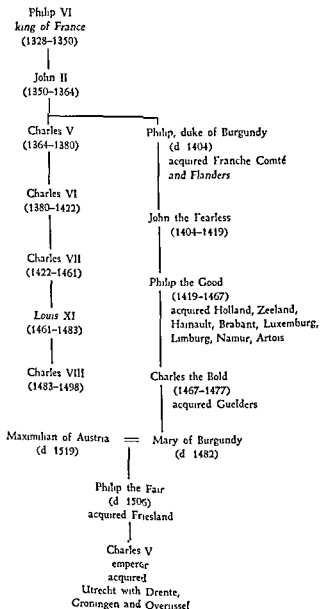 Philip VI
king of France
(1328–1350)
John II
(1350–1364)
Charles V
(1364–1380)
Philip, duke of Burgundy
(d 1404)
acquired Franche Comté
and Flanders
Charles VI
(1380–1422)
John the Fearless
(1404–1419)
Charles VII
(1422–1461)
Philip the Good
(1419–1467)
acquired Holland, Zeeland,
Hainault, Brabant, Luxemburg,
Limburg, Namur, Artois
Louis XI
(1461–1483)
Charles VIII
(1483–1498)
Charles the Bold
(1467–1477)
acquired Guelders
Maximilian of Austria = Mary of Burgundy
(d 1519) (d 1482)
Philip the Fair
(d 1506)
acquired Friesland
Charles V
emperor
acquired
Utrecht with Drente,
Groningen and Overijssel